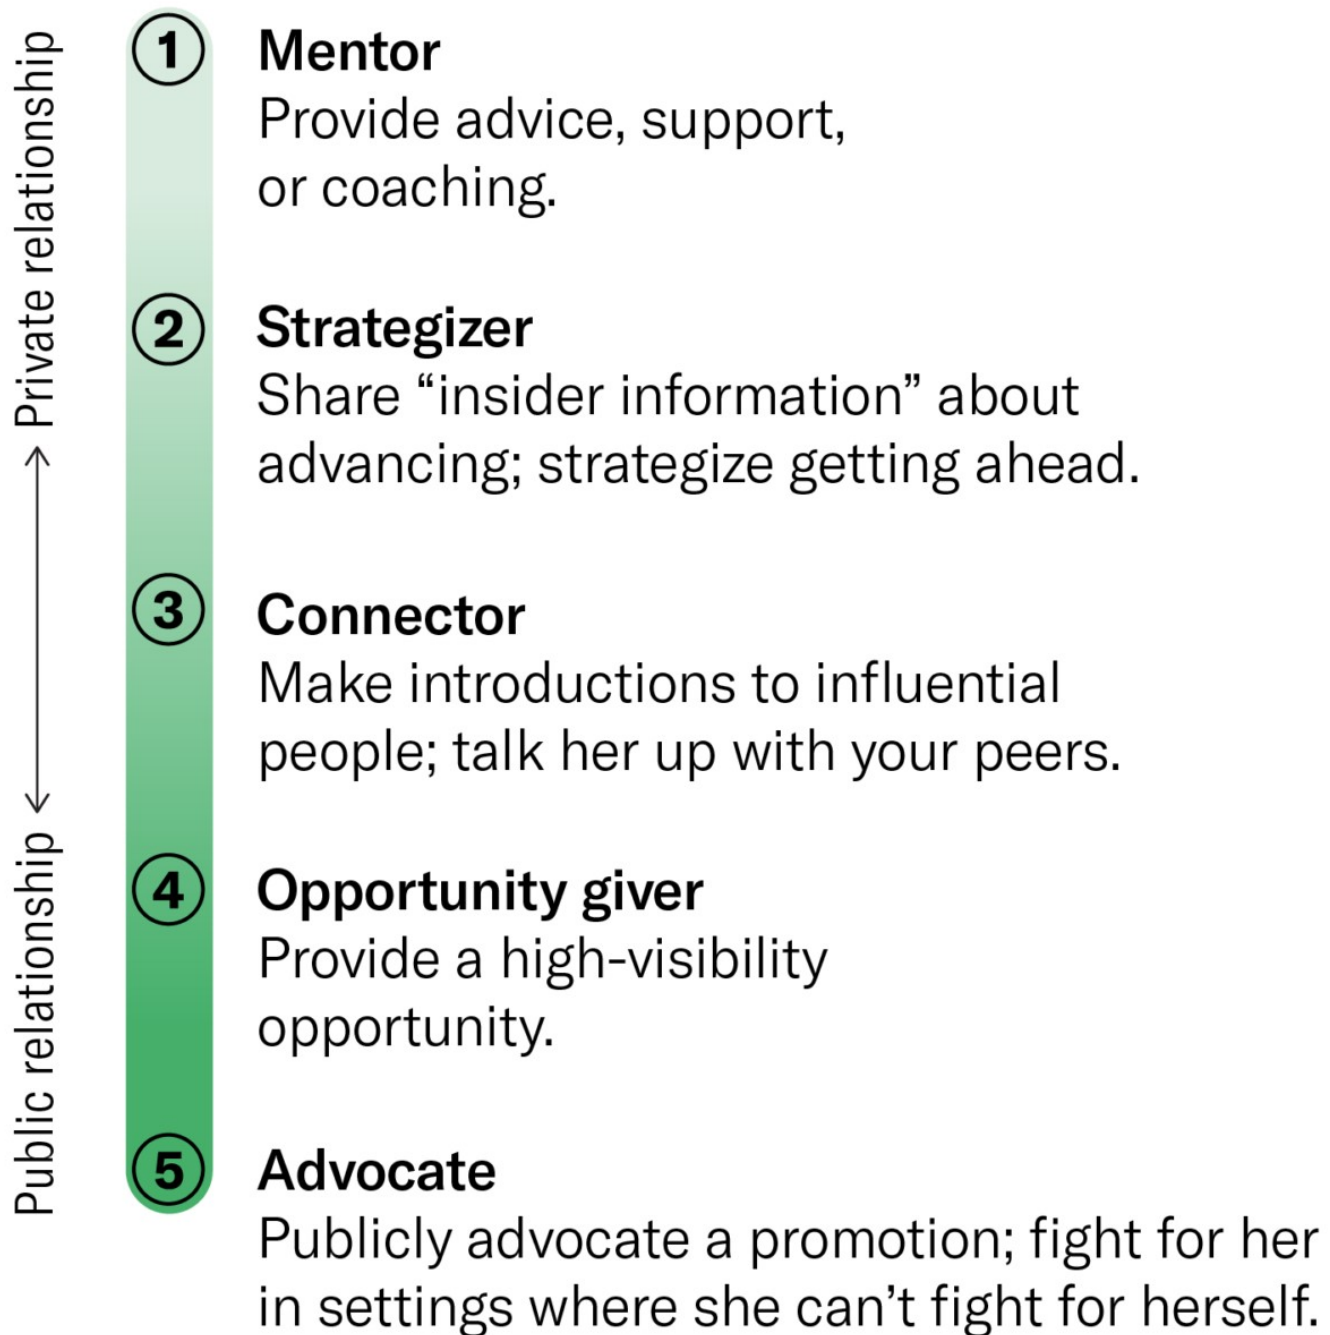 Private relationship
Public relationship
1
Mentor
Provide advice, support,
or coaching.
2
Strategizer
Share “insider information” about
advancing; strategize getting ahead.
3
Connector
Make introductions to influential
people; talk her up with your peers.
4
Opportunity giver
Provide a high-visibility
opportunity.
5
Advocate
Publicly advocate a promotion; fight for her
in settings where she can’t fight for herself.